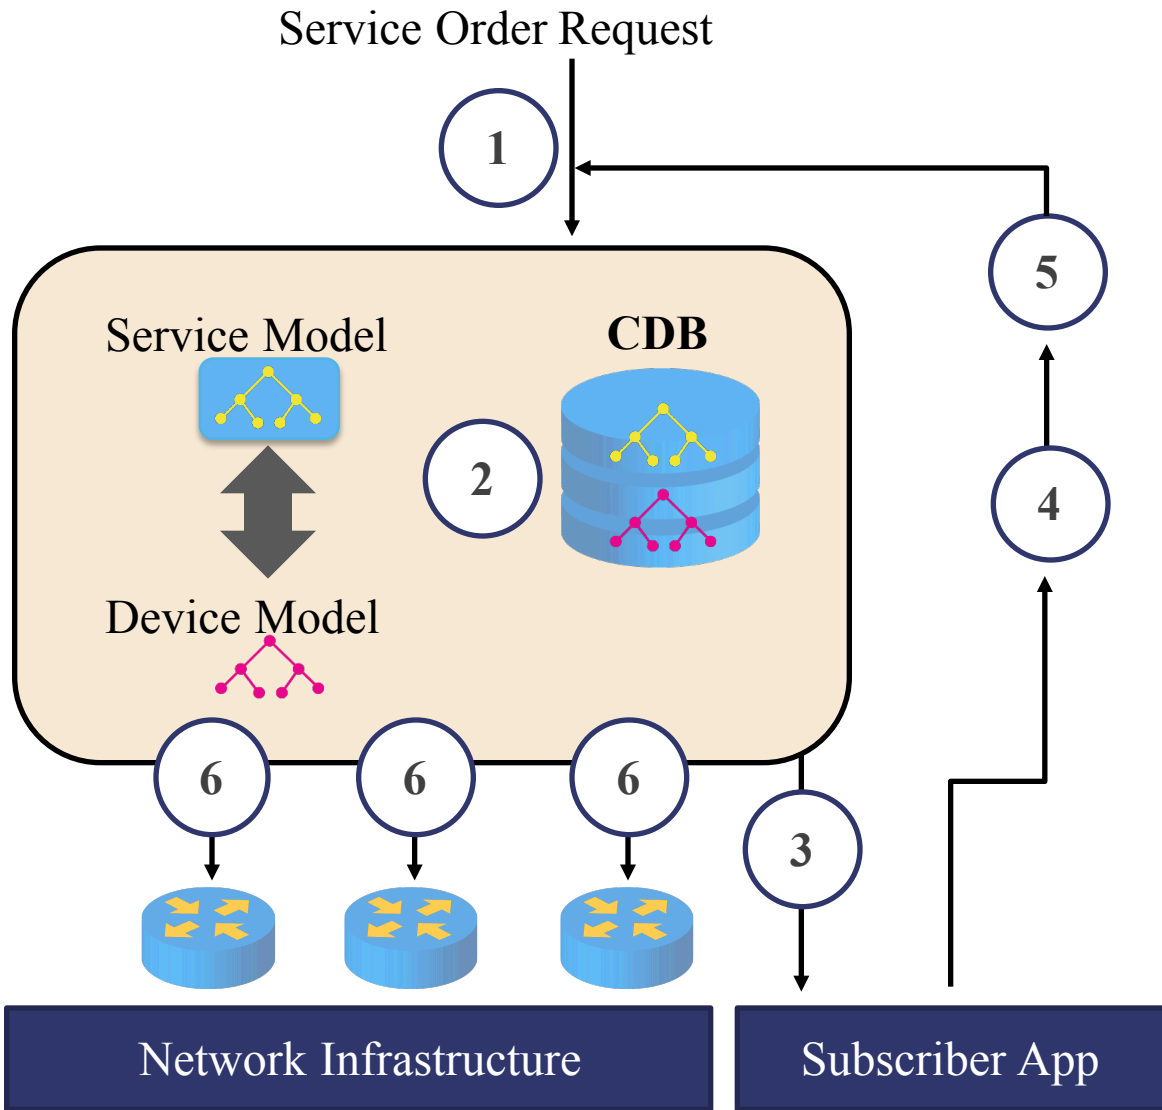 Service Order Request
1
5
Service Model
CDB
2
4
Device Model
6
6
6
3
Network Infrastructure
Subscriber App